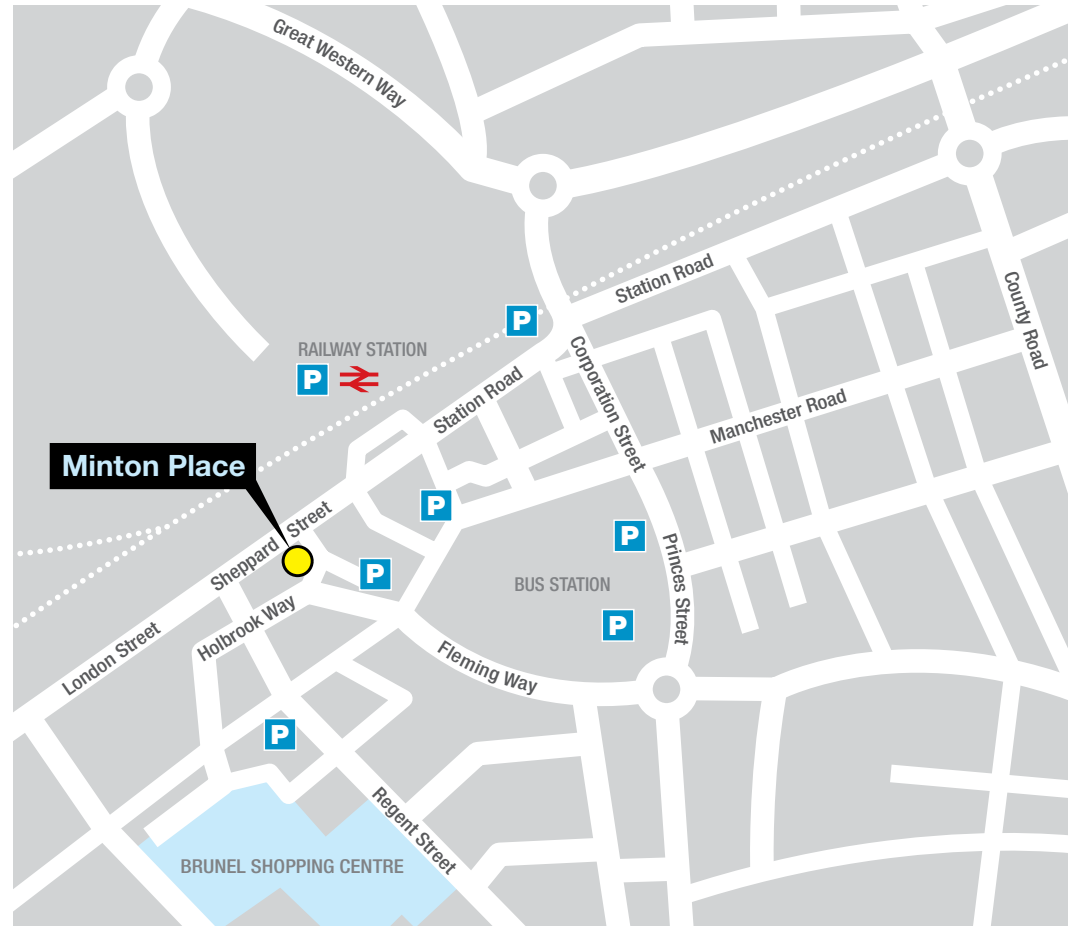 Great Western Way
Station Road
County Road
P
RAILWAY STATION
P
Corporation Street
Station Road
Manchester Road
Minton Place
P
Sheppard Street
P
P
Princes Street
BUS STATION
P
Holbrook Way
London Street
Fleming Way
P
Regent Street
BRUNEL SHOPPING CENTRE